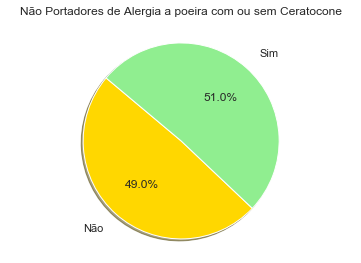 Não Portadores de Alergia a poeira com ou sem Ceratocone
Sim
51.0%
49.0%
Não